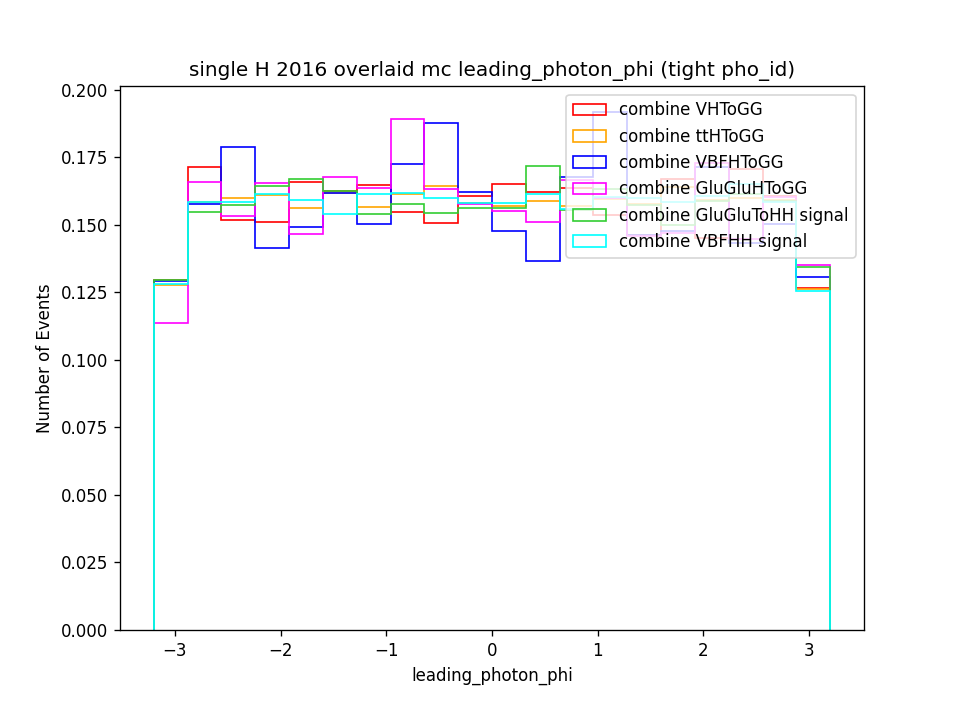 single H 2016 overlaid mc leading_photon_phi (tight pho_id)
combine VHToGG
combine ttHToGG
combine VBFHToGG
combine GluGluHToGG
combine GluGluToHH signal
combine VBFHH signal
Number of Events
0.200
0.175
0.150
0.125
0.100
0.075
0.050
0.025
0.000
−3 −2 −1 0 1 2 3
leading_photon_phi